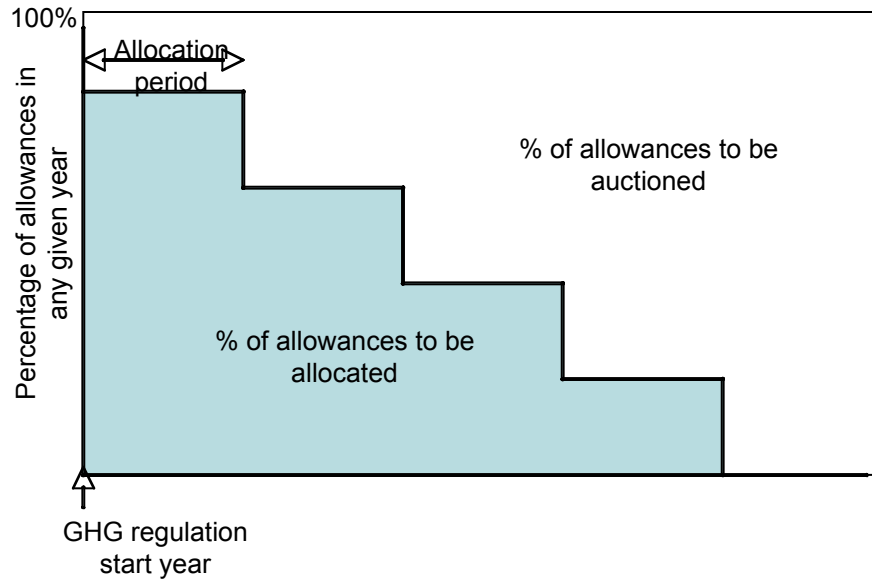 100%
Allocation
period
Percentage of allowances in
any given year
% of allowances to be
auctioned
% of allowances to be
allocated
GHG regulation
start year